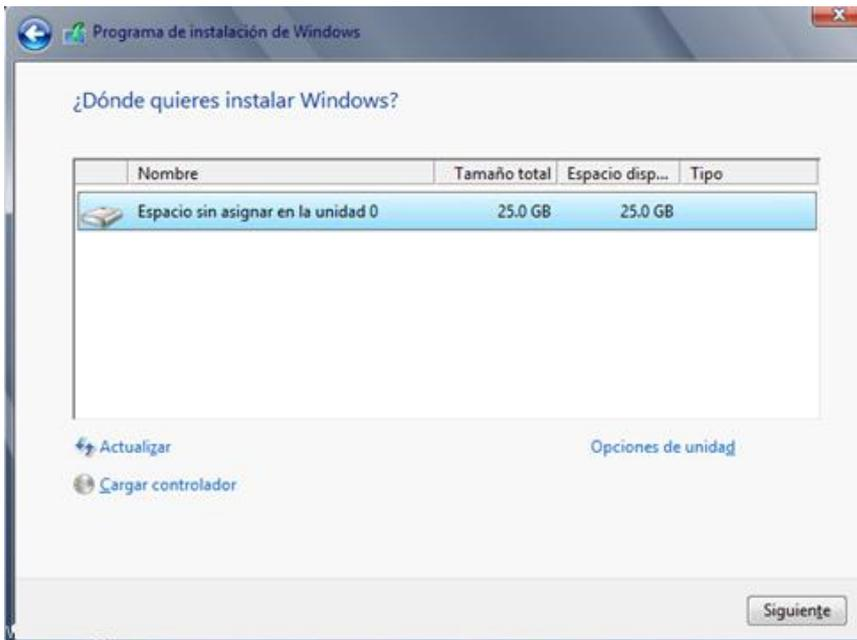 Programa de instalación de Windows
¿Dónde quieres instalar Windows?
Nombre Tamaño total Espacio disp... Tipo
Espacio sin asignar en la unidad 0 25.0 GB 25.0 GB
Actualizar Opciones de unidad
Cargar controlador
Siguiente